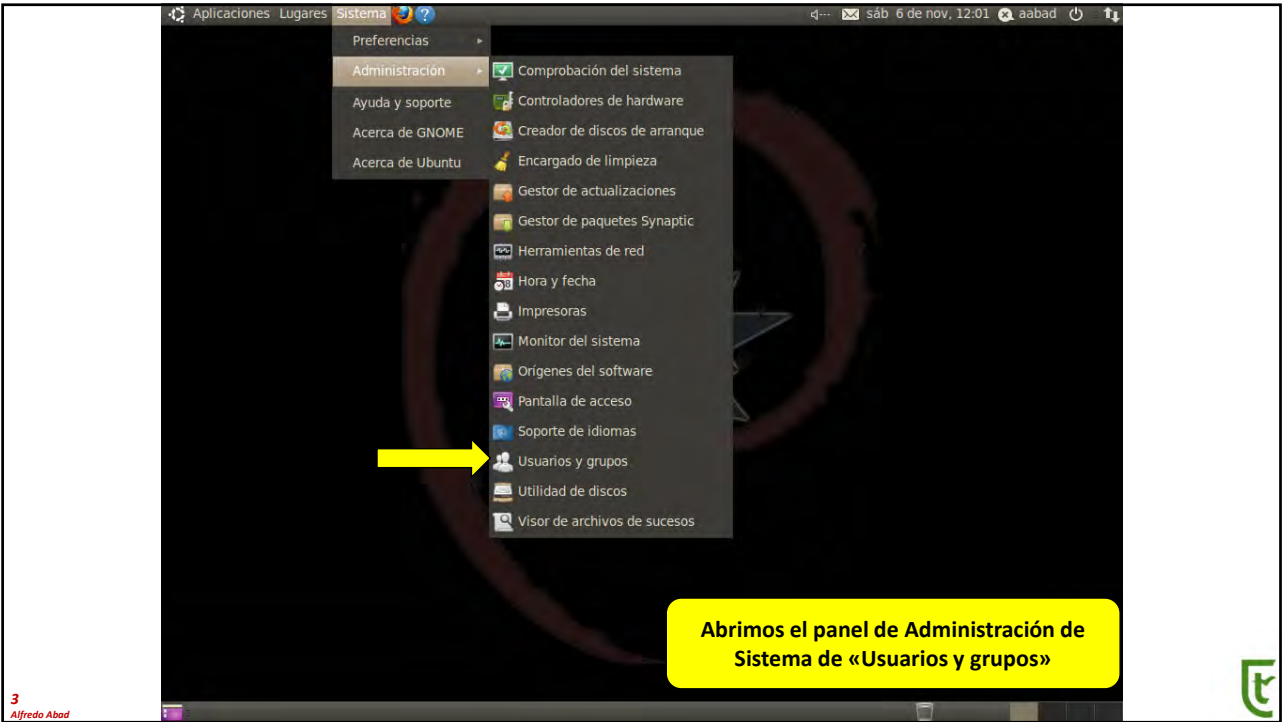 Aplicaciones Lugares Sistema ? sáb 6 de nov, 12:01 aabad
Preferencias
Administración
Ayuda y soporte
Acerca de GNOME
Acerca de Ubuntu
Comprobación del sistema
Controladores de hardware
Creador de discos de arranque
Encargado de limpieza
Gestor de actualizaciones
Gestor de paquetes Synaptic
Herramientas de red
Hora y fecha
Impresoras
Monitor del sistema
Orígenes del software
Pantalla de acceso
Soporte de idiomas
Usuarios y grupos
Utilidad de discos
Visor de archivos de sucesos
Abrimos el panel de Administración de
Sistema de «Usuarios y grupos»
3
Alfredo Abad